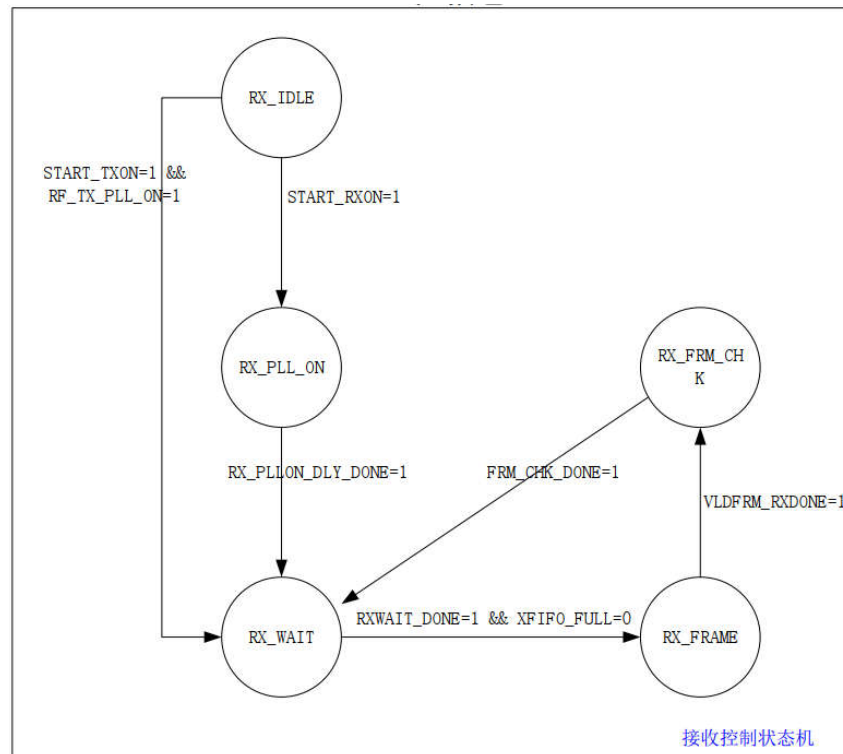 RX_IDLE
START_TXON=1 &&
RF_TX_PLL_ON=1
START_RXON=1
RX_PLL_ON
RX_FRM_CH
K
RX_PLLON_DLY_DONE=1
FRM_CHK_DONE=1
VLDFRM_RXDONE=1
RX_WAIT
RXWAIT_DONE=1 && XFIFO_FULL=0
RX_FRAME
接收控制状态机